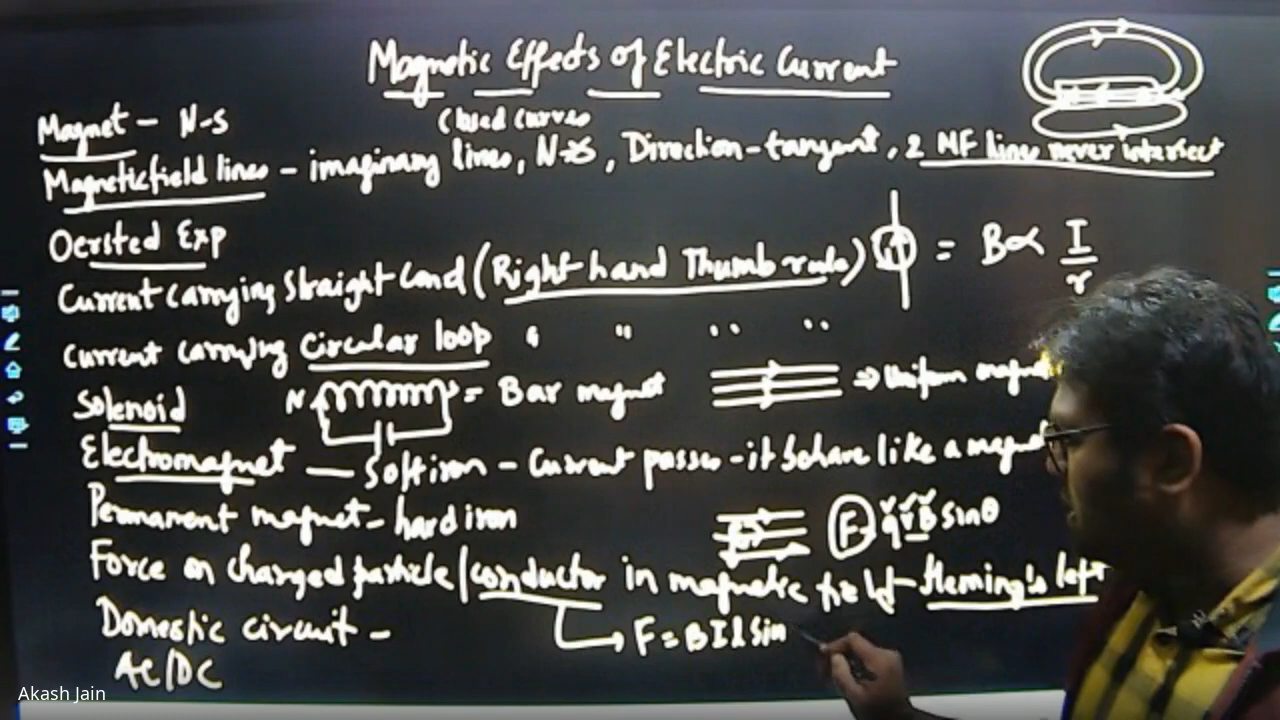 Magnetic Effects of Electric Current
Magnet - N-S
Closed curves
Magnetic field lines - imaginary lines, N→S, Direction-tangent, 2 MF lines never intersect
Oersted Exp
Current carrying straight cond (Right hand Thumb rule) = B∝ I/r
Current carrying Circular loop " " " "
Solenoid N = Bar magnet ⇒ Uniform
Electromagnet — Soft iron - Current passes - it behave like a magnet
Permanent magnet - hard iron F= qvB sinθ
Force on charged particle/conductor in magnetic field - Fleming's left
Domestic circuit - F = BIl Sin
AC/DC
Akash Jain